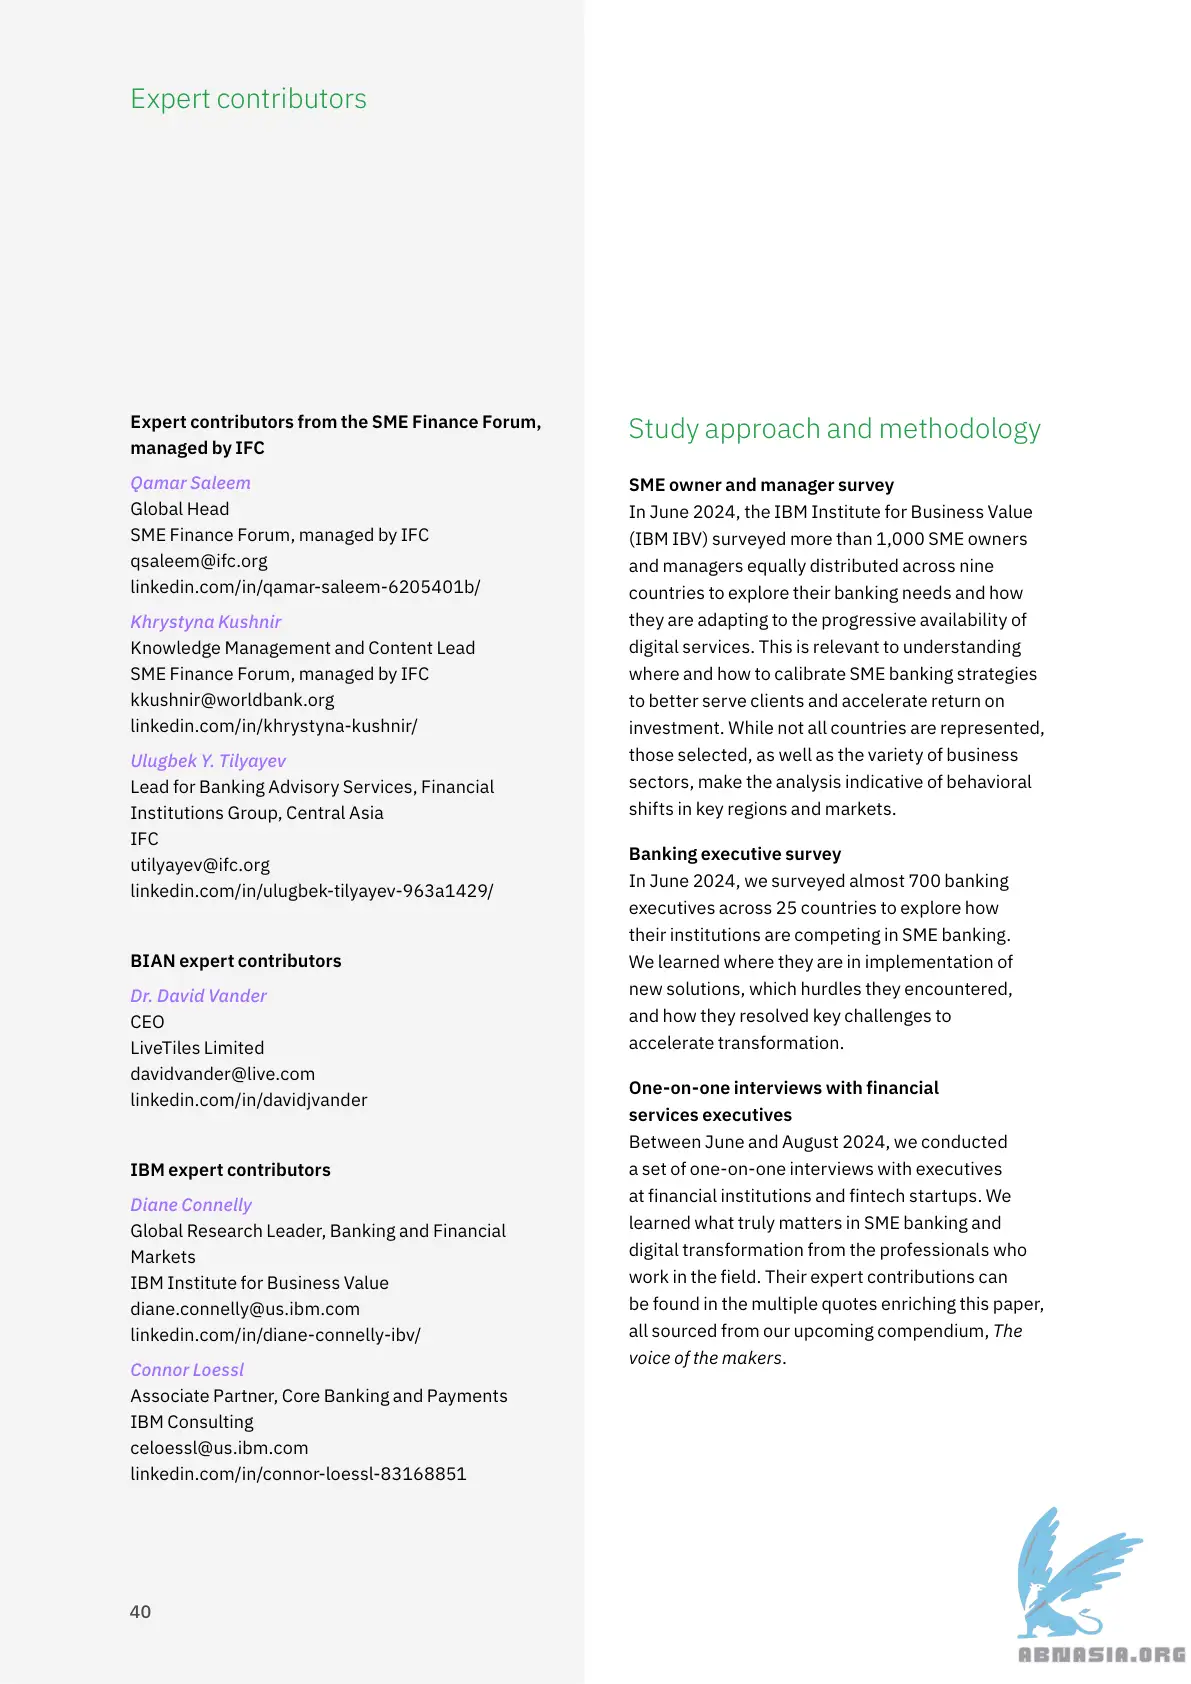 Expert contributors
Expert contributors from the SME Finance Forum,
managed by IFC
Qamar Saleem
Global Head
SME Finance Forum, managed by IFC
qsaleem@ifc.org
linkedin.com/in/qamar-saleem-6205401b/
Khrystyna Kushnir
Knowledge Management and Content Lead
SME Finance Forum, managed by IFC
kkushnir@worldbank.org
linkedin.com/in/khrystyna-kushnir/
Ulugbek Y. Tilyayev
Lead for Banking Advisory Services, Financial
Institutions Group, Central Asia
IFC
utilyayev@ifc.org
linkedin.com/in/ulugbek-tilyayev-963a1429/
BIAN expert contributors
Dr. David Vander
CEO
LiveTiles Limited
davidvander@live.com
linkedin.com/in/davidjvander
IBM expert contributors
Diane Connelly
Global Research Leader, Banking and Financial
Markets
IBM Institute for Business Value
diane.connelly@us.ibm.com
linkedin.com/in/diane-connelly-ibv/
Connor Loessl
Associate Partner, Core Banking and Payments
IBM Consulting
celoessl@us.ibm.com
linkedin.com/in/connor-loessl-83168851
40
Study approach and methodology
SME owner and manager survey
In June 2024, the IBM Institute for Business Value
(IBM IBV) surveyed more than 1,000 SME owners
and managers equally distributed across nine
countries to explore their banking needs and how
they are adapting to the progressive availability of
digital services. This is relevant to understanding
where and how to calibrate SME banking strategies
to better serve clients and accelerate return on
investment. While not all countries are represented,
those selected, as well as the variety of business
sectors, make the analysis indicative of behavioral
shifts in key regions and markets.
Banking executive survey
In June 2024, we surveyed almost 700 banking
executives across 25 countries to explore how
their institutions are competing in SME banking.
We learned where they are in implementation of
new solutions, which hurdles they encountered,
and how they resolved key challenges to
accelerate transformation.
One-on-one interviews with financial
services executives
Between June and August 2024, we conducted
a set of one-on-one interviews with executives
at financial institutions and fintech startups. We
learned what truly matters in SME banking and
digital transformation from the professionals who
work in the field. Their expert contributions can
be found in the multiple quotes enriching this paper,
all sourced from our upcoming compendium, The
voice of the makers.
ABNASIA.ORG